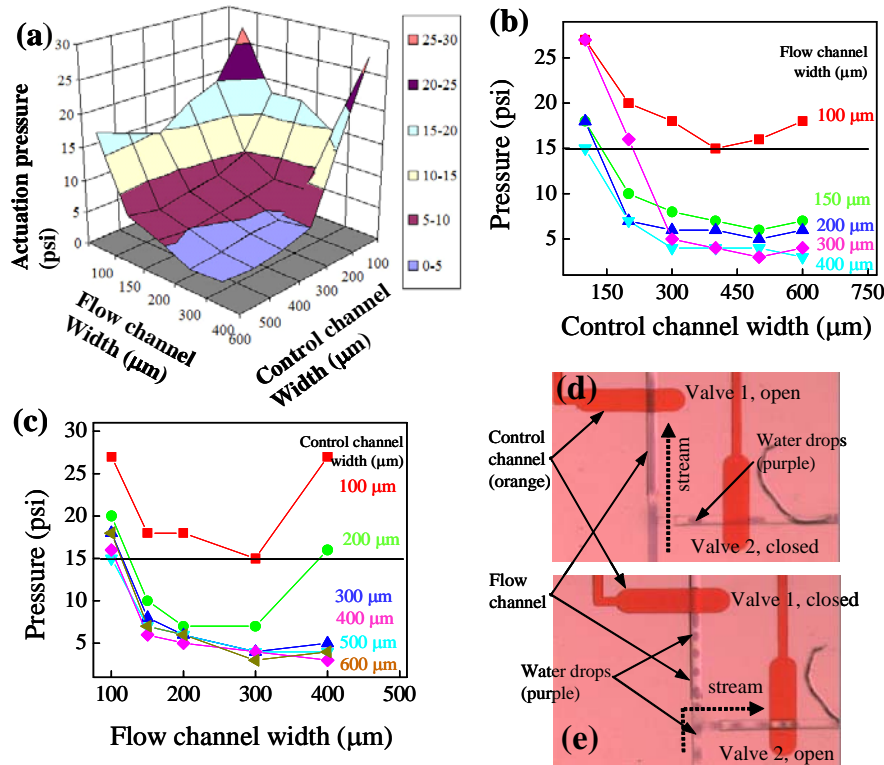 (a)
30
25
20
15
10
5
0
Actuation pressure
(psi)
100
150
200
300
400
Flow channel
Width (μm)
600
500
400
300
200
100
Control channel
Width (μm)
25-30
20-25
15-20
10-15
5-10
0-5
(b)
25
20
15
10
5
Pressure (psi)
150
300
450
600
750
Control channel width (μm)
Flow channel
width (μm)
100 μm
150 μm
200 μm
300 μm
400 μm
(c)
30
25
20
15
10
5
Pressure (psi)
100
200
300
400
500
Flow channel width (μm)
Control channel
width (μm)
100 μm
200 μm
300 μm
400 μm
500 μm
600 μm
(d)
Valve 1, open
Control
channel
(orange)
stream
Water drops
(purple)
Valve 2, closed
Flow
channel
Valve 1, closed
Water drops
(purple)
stream
(e)
Valve 2, open